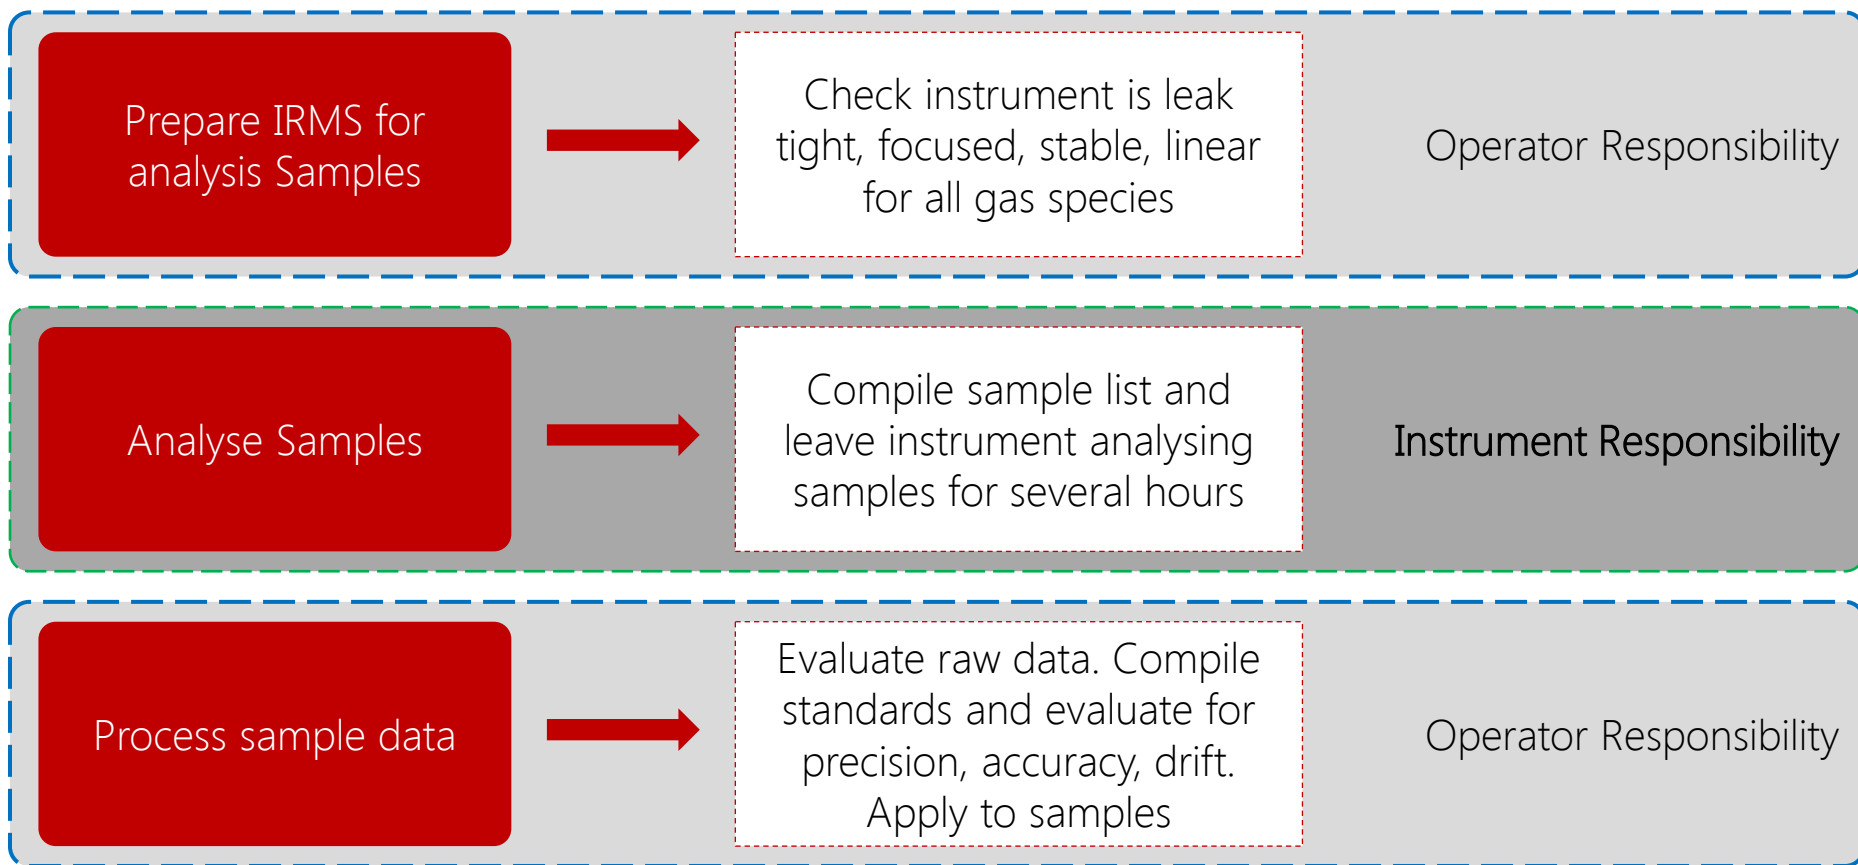 Prepare IRMS for
analysis Samples
Check instrument is leak
tight, focused, stable, linear
for all gas species
Operator Responsibility
Analyse Samples
Compile sample list and
leave instrument analysing
samples for several hours
Instrument Responsibility
Process sample data
Evaluate raw data. Compile
standards and evaluate for
precision, accuracy, drift.
Apply to samples
Operator Responsibility